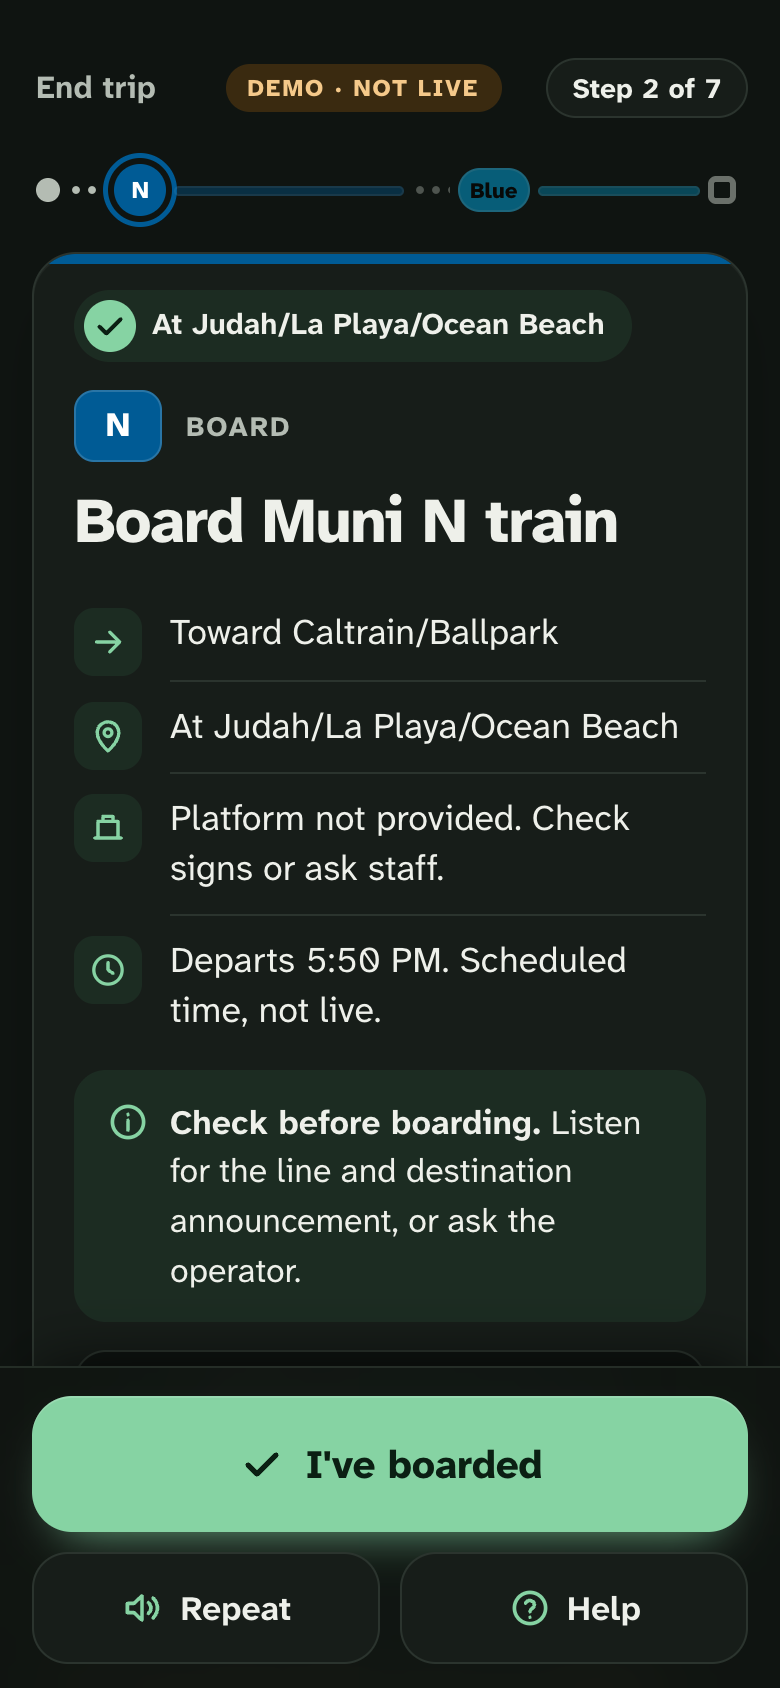 End trip
DEMO · NOT LIVE
Step 2 of 7
N
Blue
At Judah/La Playa/Ocean Beach
N
BOARD
Board Muni N train
Toward Caltrain/Ballpark
At Judah/La Playa/Ocean Beach
Platform not provided. Check
signs or ask staff.
Departs 5:50 PM. Scheduled
time, not live.
Check before boarding. Listen
for the line and destination
announcement, or ask the
operator.
I've boarded
Repeat
Help